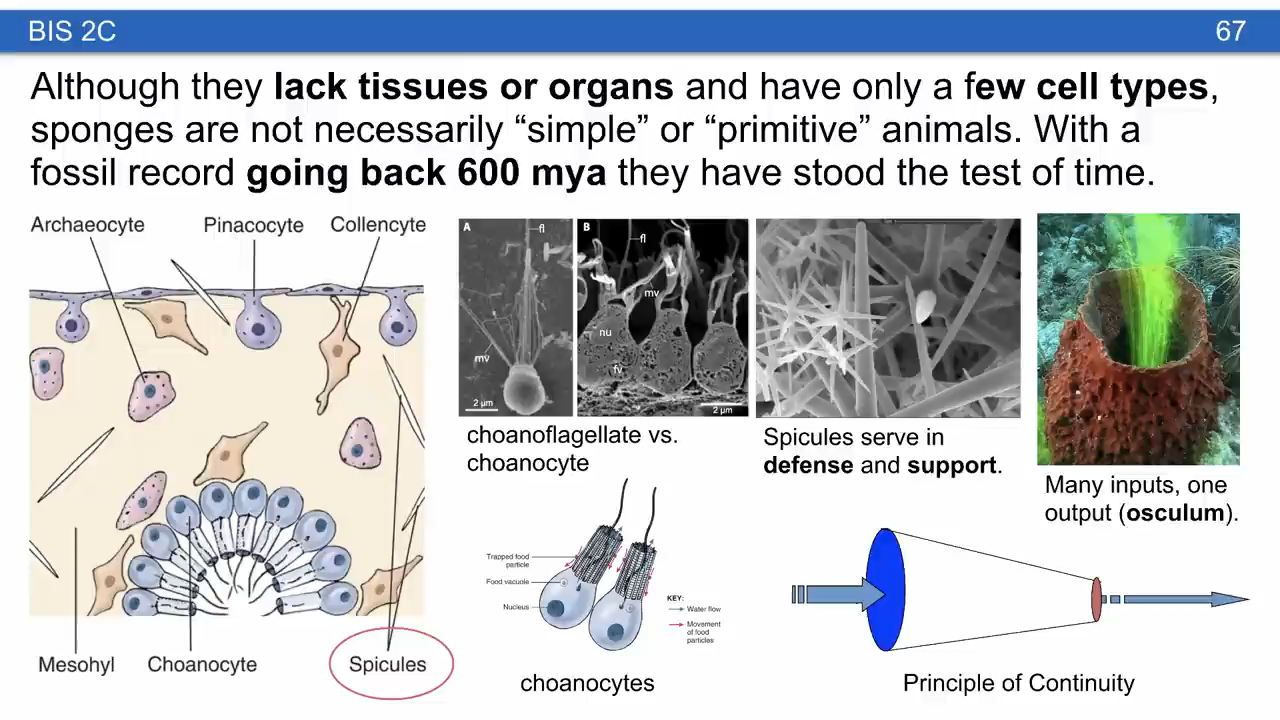 BIS 2C
67
Although they lack tissues or organs and have only a few cell types,
sponges are not necessarily “simple” or “primitive” animals. With a
fossil record going back 600 mya they have stood the test of time.
Archaeocyte
Pinacocyte
Collencyte
Mesohyl
Choanocyte
Spicules
A
fl
mv
2 µm
B
fl
mv
nu
fv
2 µm
choanoflagellate vs.
choanocyte
Spicules serve in
defense and support.
Many inputs, one
output (osculum).
Trapped food
particle
Food vacuole
Nucleus
KEY:
Water flow
Movement
of food
particles
choanocytes
Principle of Continuity